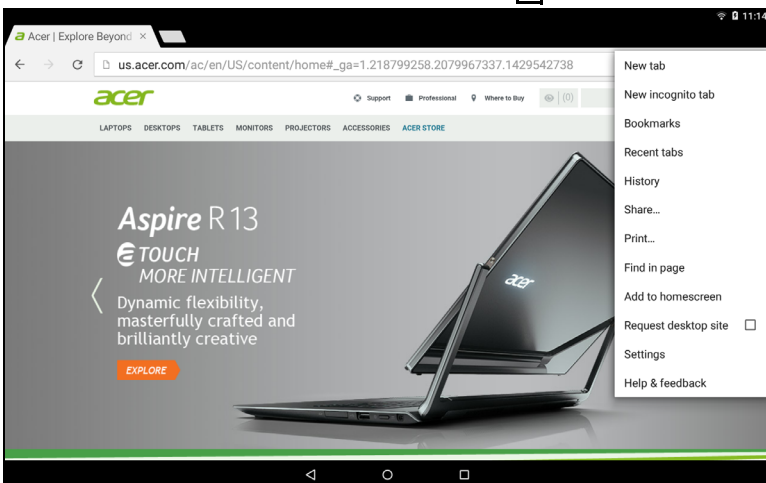 11:14
a Acer | Explore Beyond ×
us.acer.com/ac/en/US/content/home#_ga=1.218799258.2079967337.1429542738
acer
Support
Professional
Where to Buy
(0)
LAPTOPS DESKTOPS TABLETS MONITORS PROJECTORS ACCESSORIES ACER STORE
Aspire R 13
TOUCH
MORE INTELLIGENT
Dynamic flexibility,
masterfully crafted and
brilliantly creative
EXPLORE
acer
New tab
New incognito tab
Bookmarks
Recent tabs
History
Share...
Print...
Find in page
Add to homescreen
Request desktop site
Settings
Help & feedback